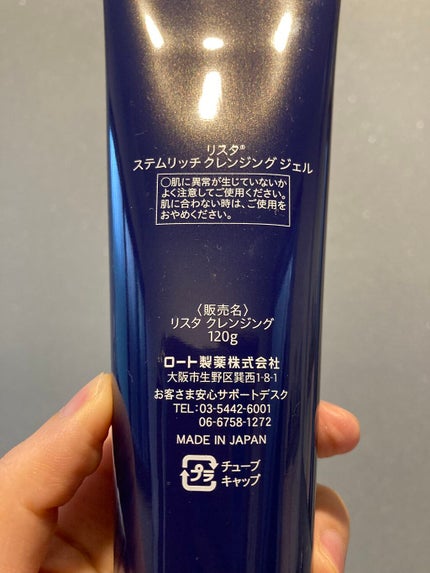 リスタ®
ステムリッチ クレンジング ジェル
○肌に異常が生じていないか
よく注意してご使用ください。
肌に合わない時は、ご使用を
おやめください。
〈販売名〉
リスタ クレンジング
120g
ロート製薬株式会社
大阪市生野区巽西1-8-1
お客さま安心サポートデスク
TEL:03-5442-6001
06-6758-1272
MADE IN JAPAN
プラ
チューブ
キャップ